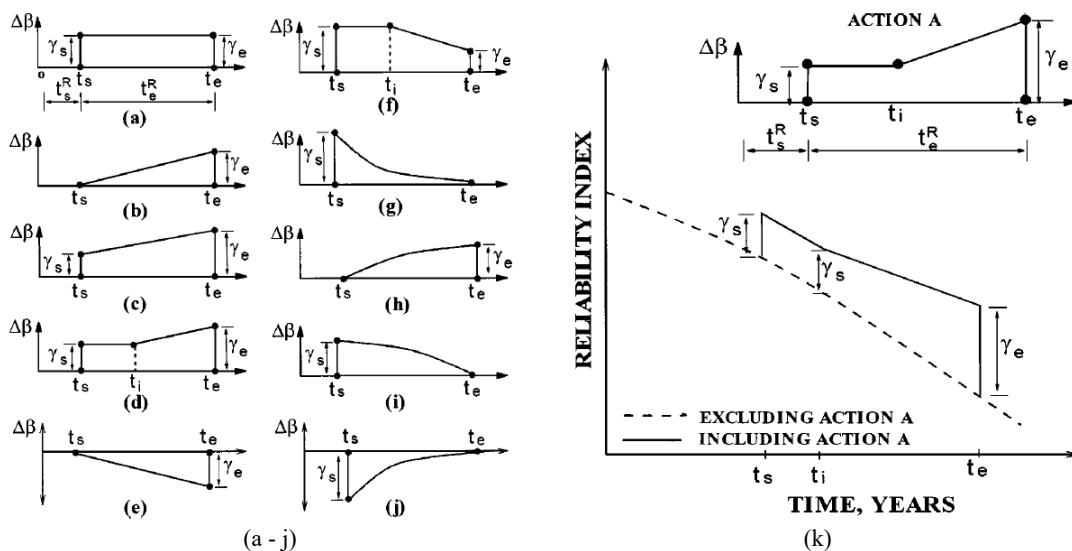 Δβ
γs
γe
o
ts
te
tsR
teR
(a)
Δβ
γe
ts
te
(b)
Δβ
γs
γe
ts
te
(c)
Δβ
γs
γe
ts
ti
te
(d)
Δβ
ts
te
γe
(e)
Δβ
γs
γe
ts
ti
te
(f)
Δβ
γs
ts
te
(g)
Δβ
γe
ts
te
(h)
Δβ
γs
ts
te
(i)
Δβ
ts
te
γs
(j)
(a - j)
ACTION A
Δβ
γs
γe
ts
ti
te
tsR
teR
RELIABILITY INDEX
γs
γs
γe
EXCLUDING ACTION A
INCLUDING ACTION A
ts
ti
te
TIME, YEARS
(k)